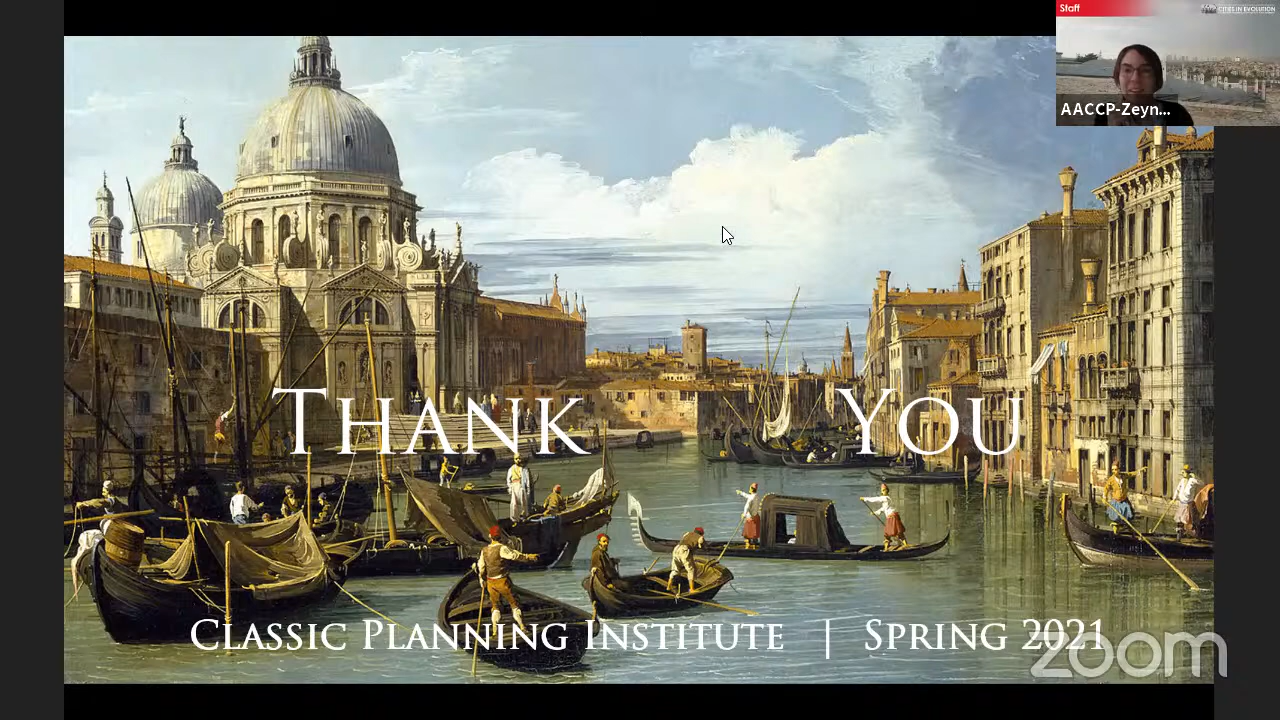 Staff
CITIES IN EVOLUTION
AACCP-Zeyn...
THANK YOU
CLASSIC PLANNING INSTITUTE | SPRING 2021
zoom